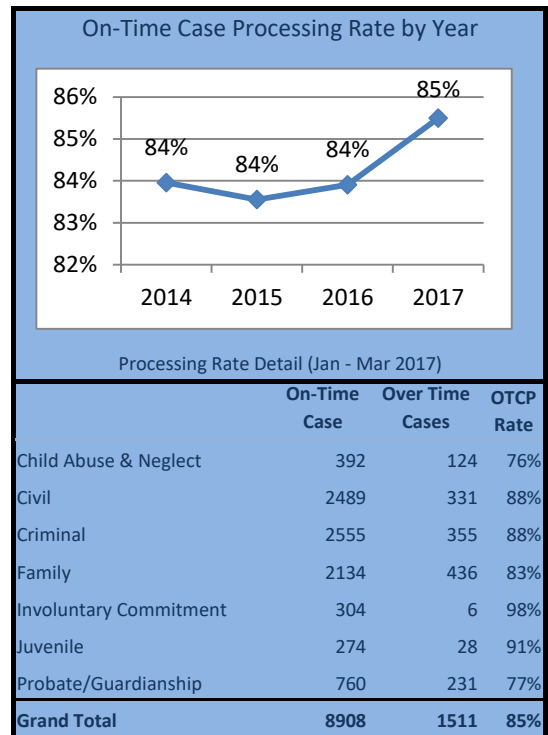 On-Time Case Processing Rate by Year
86%
85%
84%
83%
82%
84%
84%
84%
85%
2014 2015 2016 2017
Processing Rate Detail (Jan - Mar 2017)
On-Time Case Over Time Cases OTCP Rate
Child Abuse & Neglect 392 124 76%
Civil 2489 331 88%
Criminal 2555 355 88%
Family 2134 436 83%
Involuntary Commitment 304 6 98%
Juvenile 274 28 91%
Probate/Guardianship 760 231 77%
Grand Total 8908 1511 85%